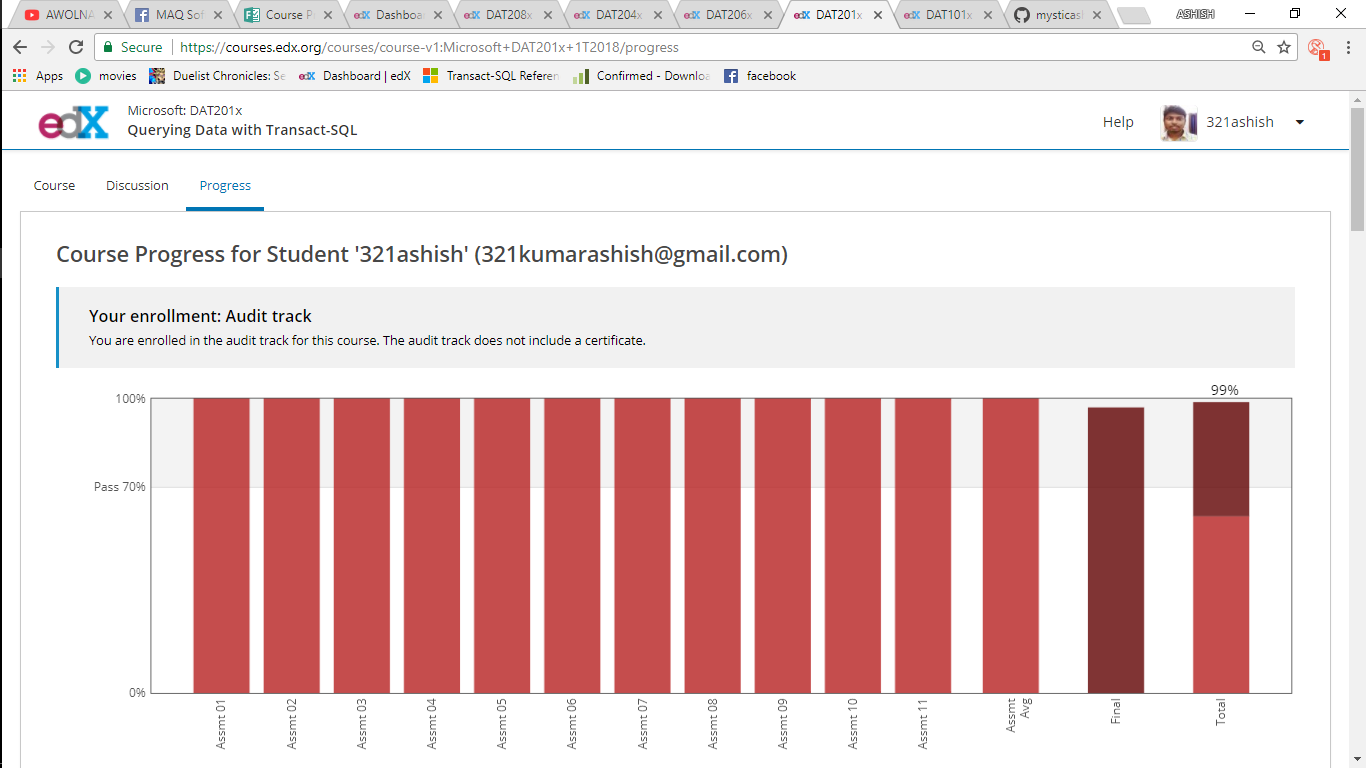 AWOLNA
MAQ Sof
Course P
Dashboa
DAT208x
DAT204x
DAT206x
DAT201x
DAT101x
mysticas
ASHISH
Secure
https://courses.edx.org/courses/course-v1:Microsoft+DAT201x+1T2018/progress
1
Apps
movies
Duelist Chronicles: Se
Dashboard | edX
Transact-SQL Referen
Confirmed - Downloa
facebook
edX
Microsoft: DAT201x
Querying Data with Transact-SQL
Help
321ashish
Course
Discussion
Progress
Course Progress for Student '321ashish' (321kumarashish@gmail.com)
Your enrollment: Audit track
You are enrolled in the audit track for this course. The audit track does not include a certificate.
99%
100%
Pass 70%
0%
Assmt 01
Assmt 02
Assmt 03
Assmt 04
Assmt 05
Assmt 06
Assmt 07
Assmt 08
Assmt 09
Assmt 10
Assmt 11
Assmt
Avg
Final
Total